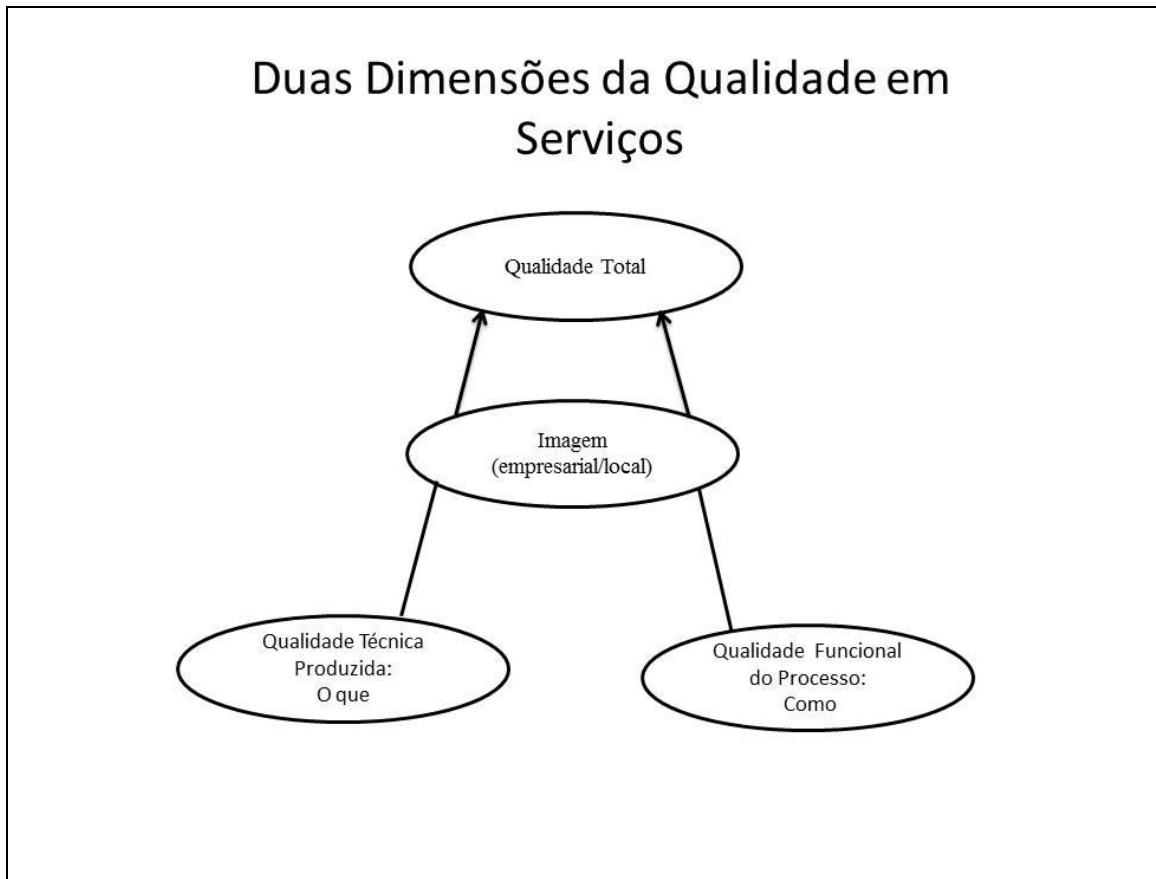 Duas Dimensões da Qualidade em
Serviços
Qualidade Total
Imagem
(empresarial/local)
Qualidade Técnica
Produzida:
O que
Qualidade Funcional
do Processo:
Como